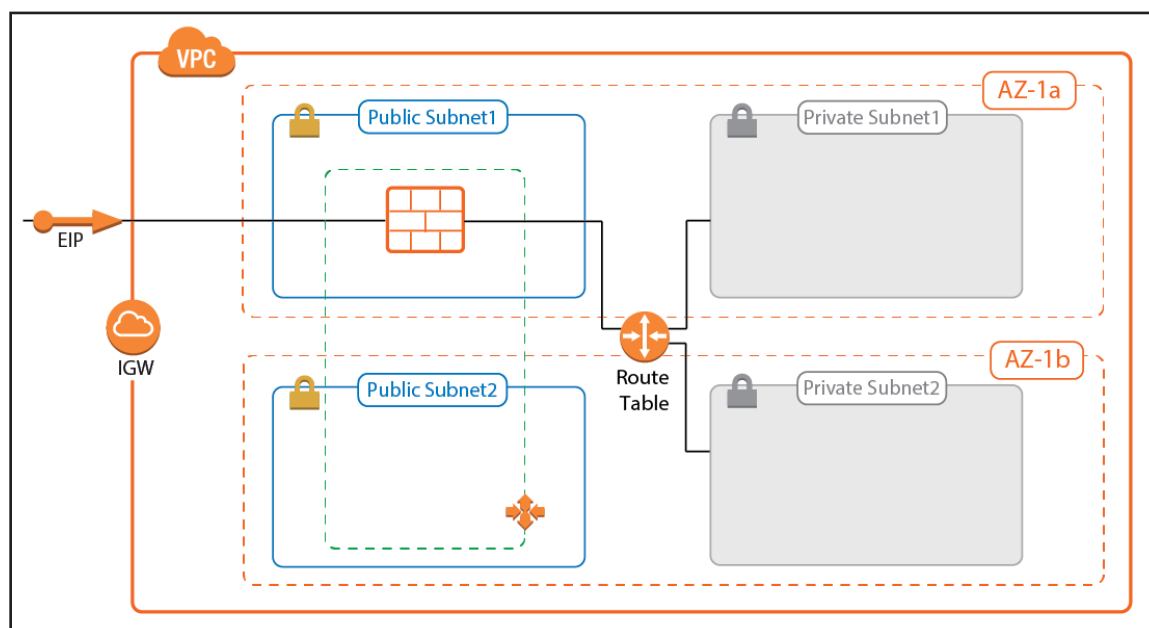 VPC
AZ-1a
Public Subnet1
Private Subnet1
EIP
IGW
Route
Table
AZ-1b
Public Subnet2
Private Subnet2